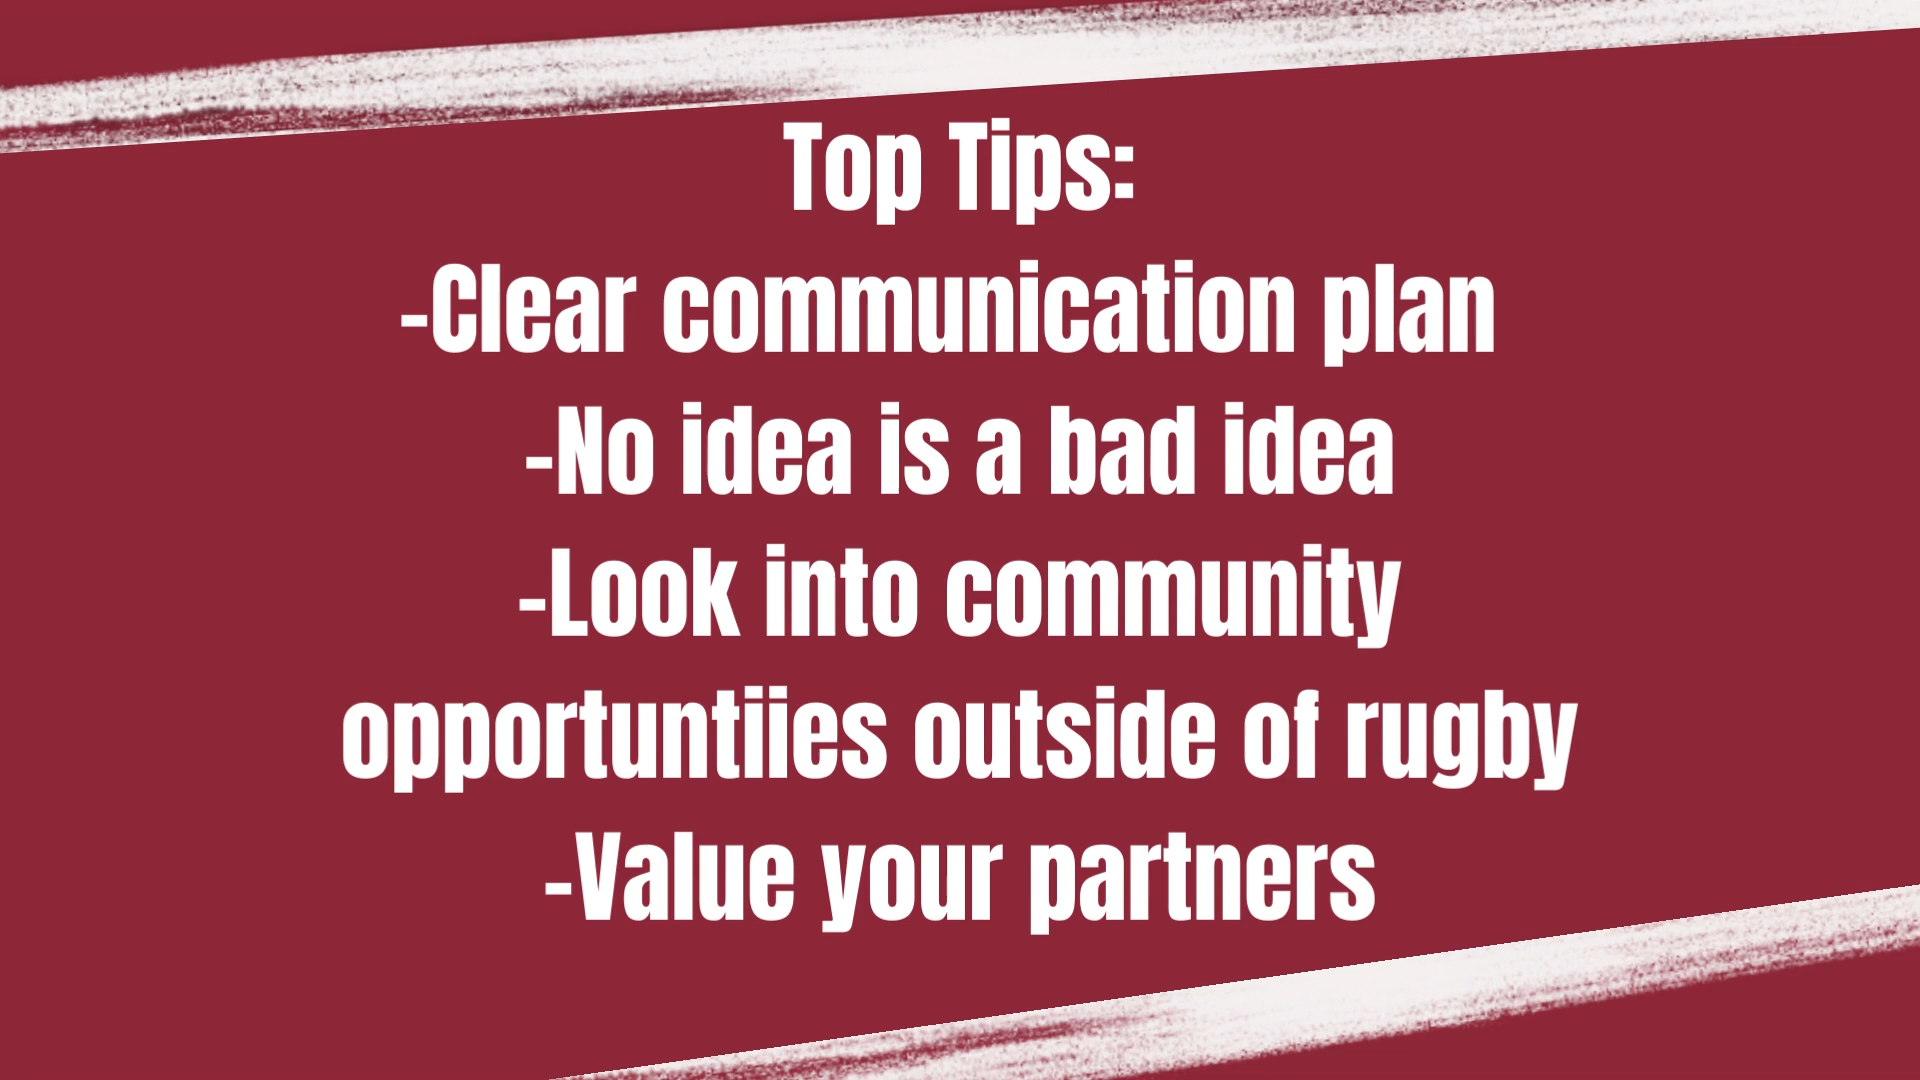 Top Tips:
-Clear communication plan
-No idea is a bad idea
-Look into community
opportuntiies outside of rugby
-Value your partners